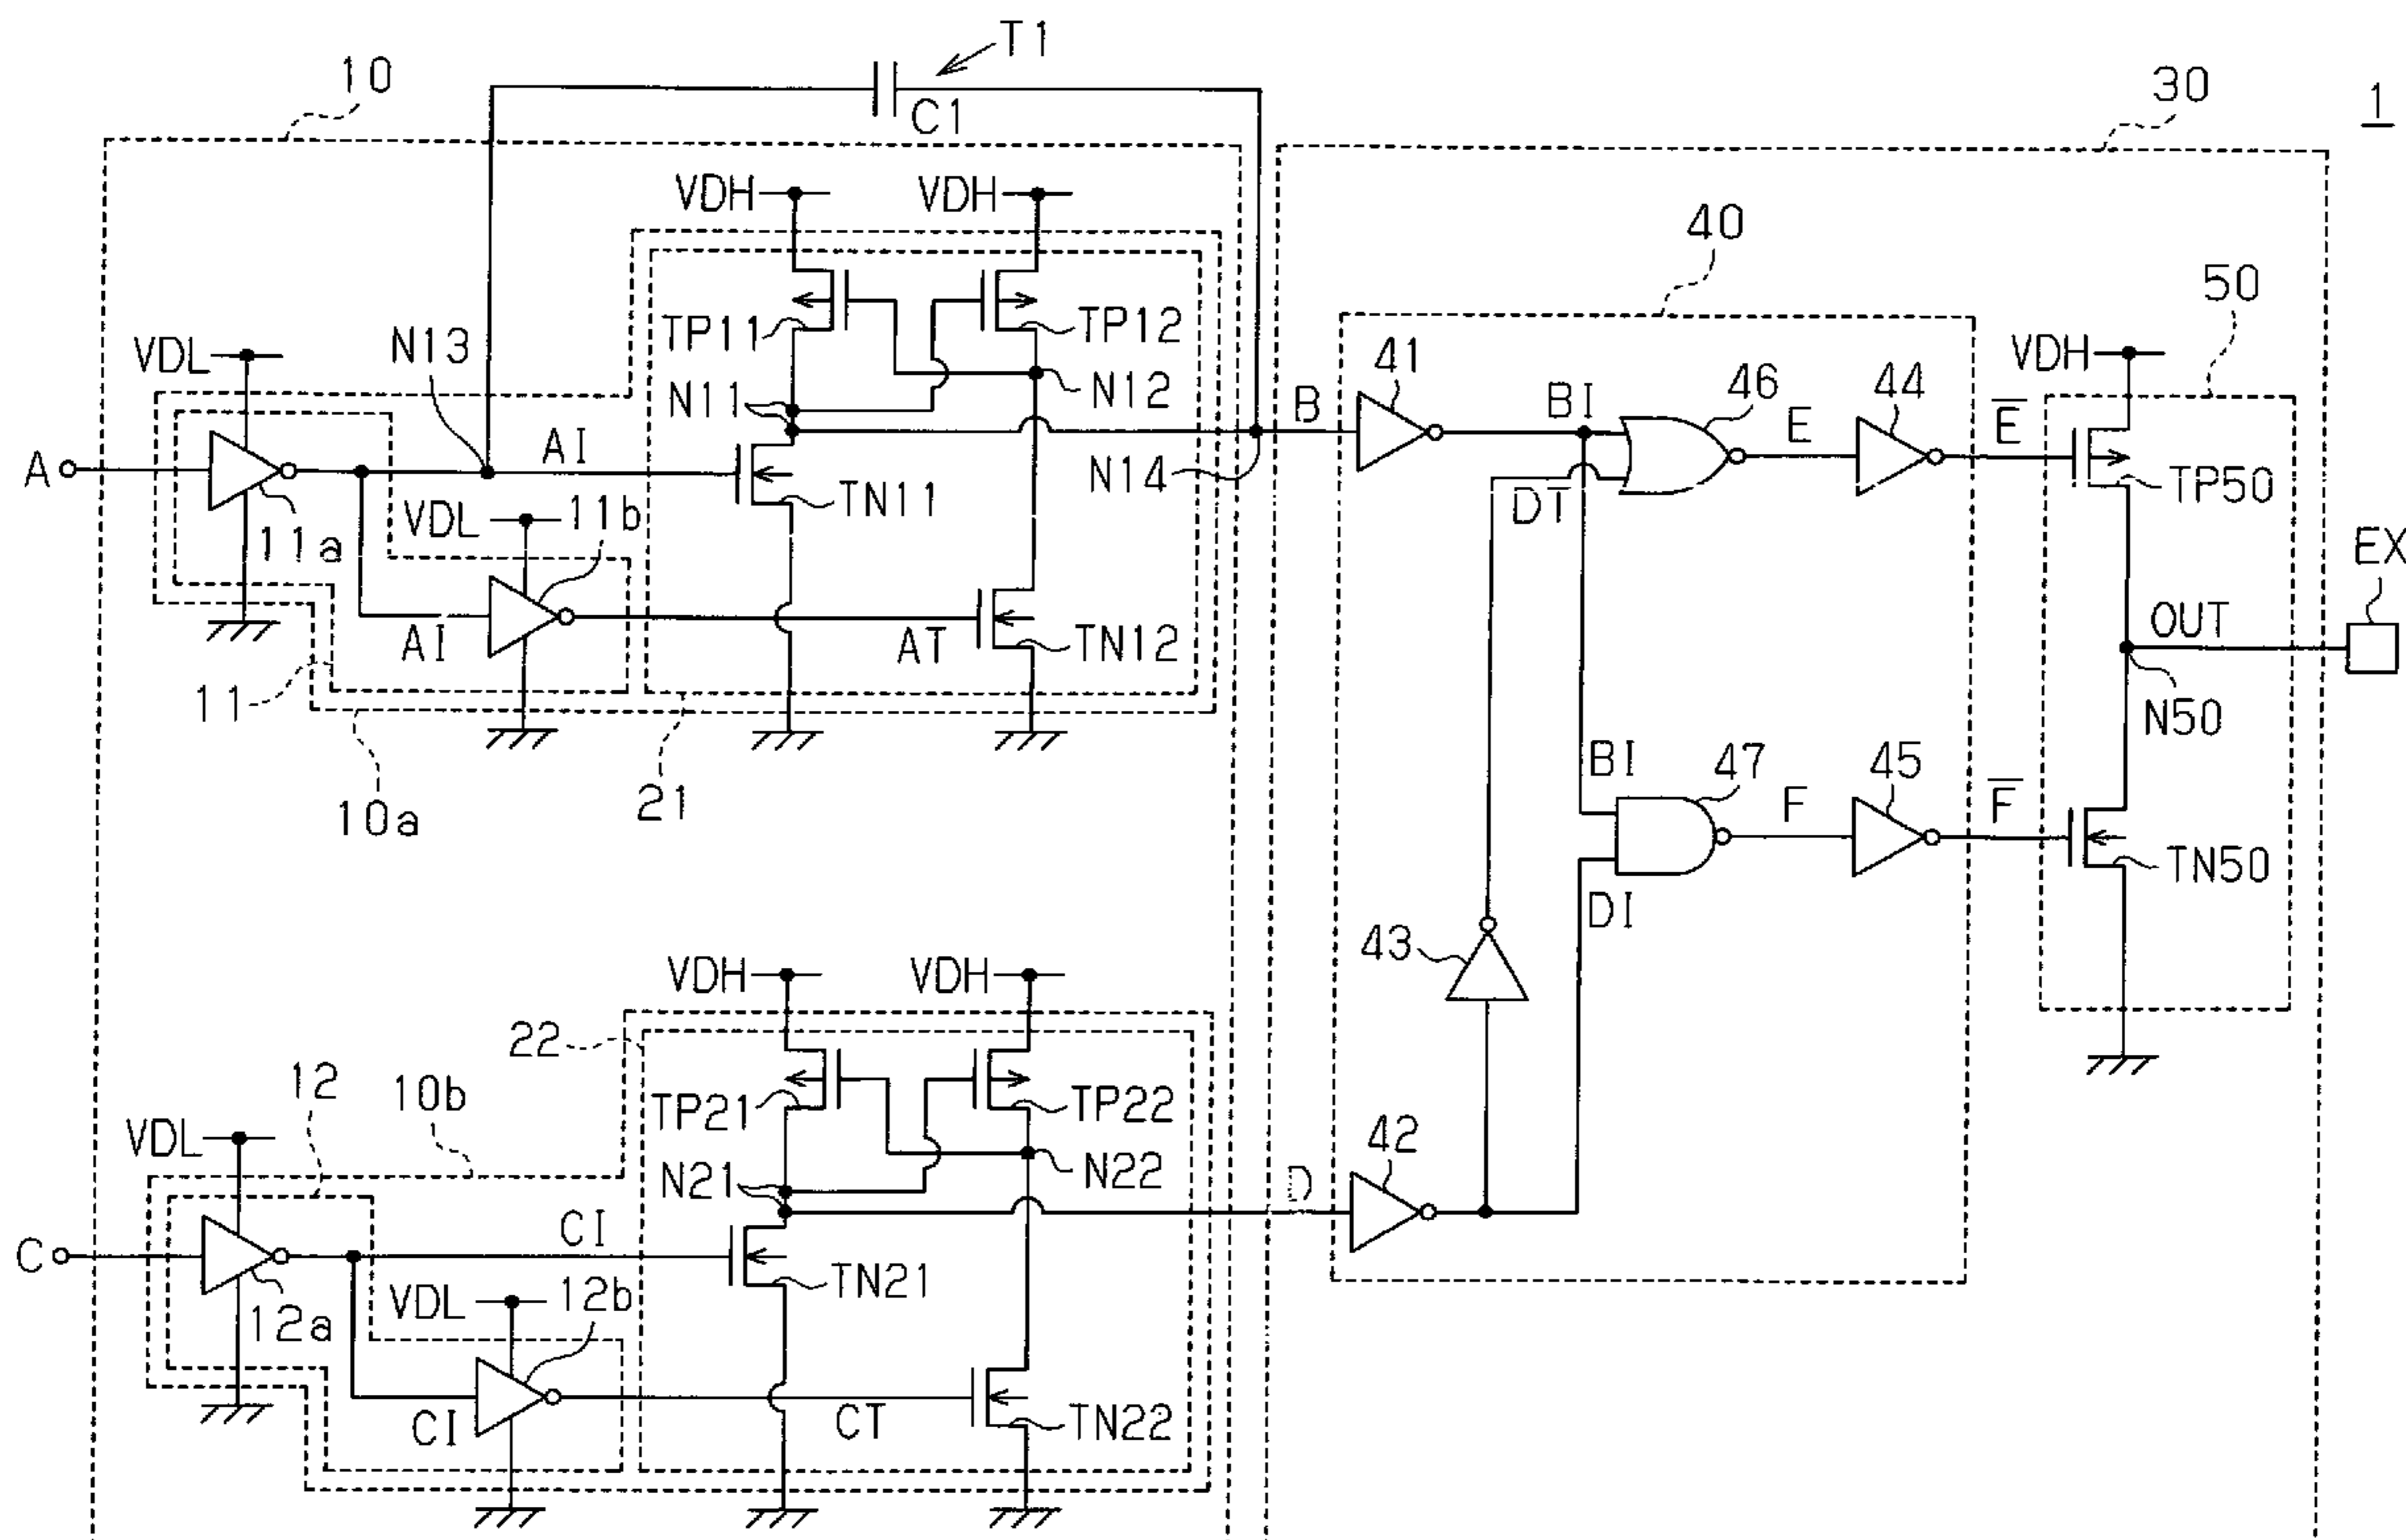 T1
10
C1
30
1
VDH
VDH
40
50
TP11
TP12
VDL
N13
41
46
44
VDH
N11
N12
B
BI
E
E̅
A
AI
N14
TP50
11a
VDL
11b
TN11
DT
EX
OUT
AI
AT
TN12
11
N50
10a
21
BI
47
F
45
F̅
TN50
DI
43
VDH
VDH
22
12
10b
TP21
TP22
VDL
42
N21
N22
D
C
CI
12a
VDL
12b
TN21
CI
CT
TN22